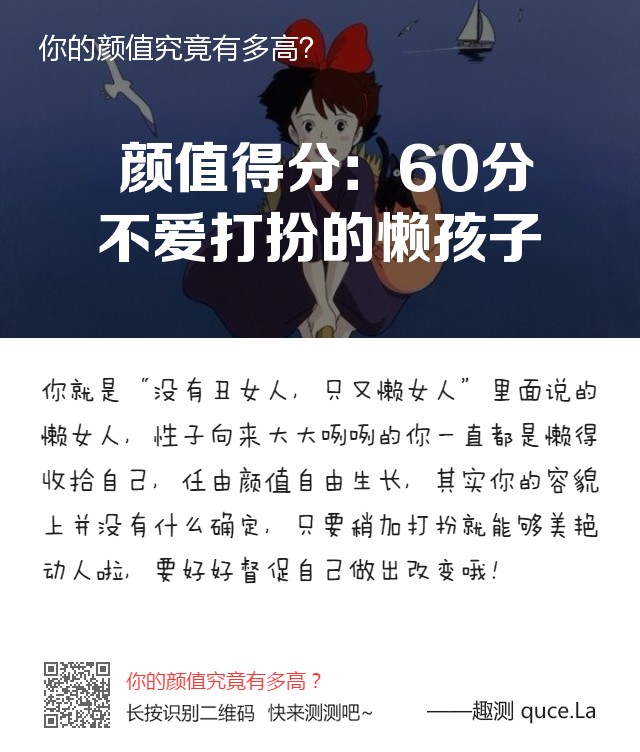 你的颜值究竟有多高?
颜值得分：60分
不爱打扮的懒孩子
你就是“没有丑女人，只又懒女人”里面说的
懒女人，性子向来大大咧咧的你一直都是懒得
收拾自己，任由颜值自由生长，其实你的容貌
上并没有什么确定，只要稍加打扮就能够美艳
动人啦，要好好督促自己做出改变哦！
你的颜值究竟有多高？
长按识别二维码 快来测测吧~
——趣测 quce.La